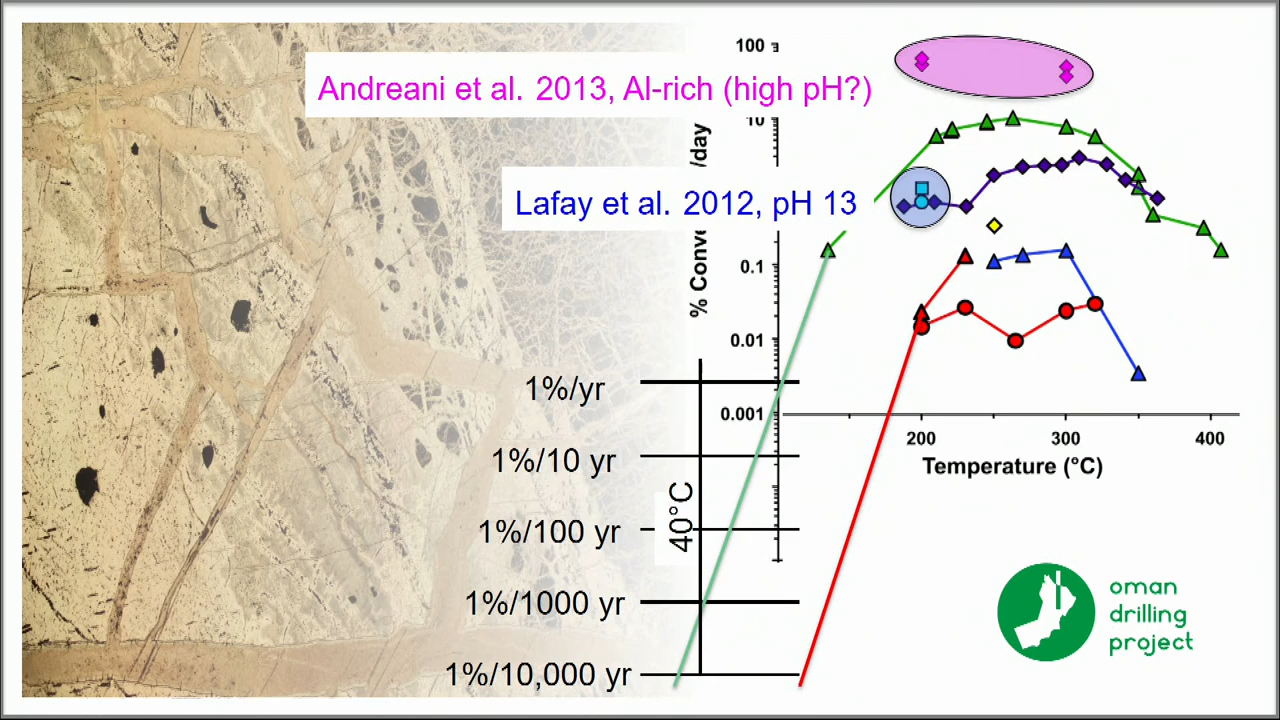 Andreani et al. 2013, Al-rich (high pH?)
Lafay et al. 2012, pH 13
100
10
0.1
0.01
0.001
% Conve
/day
200
300
400
Temperature (°C)
1%/yr
1%/10 yr
1%/100 yr
1%/1000 yr
1%/10,000 yr
40°C
oman
drilling
project